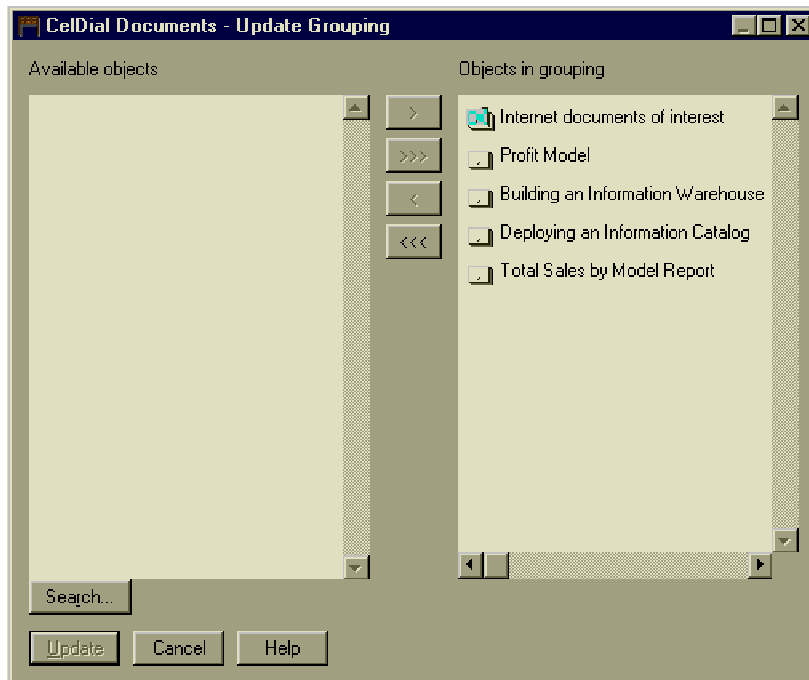 CelDial Documents - Update Grouping
Available objects
Objects in grouping
>
>>>
<
<<<
Internet documents of interest
Profit Model
Building an Information Warehouse
Deploying an Information Catalog
Total Sales by Model Report
Search...
Update
Cancel
Help